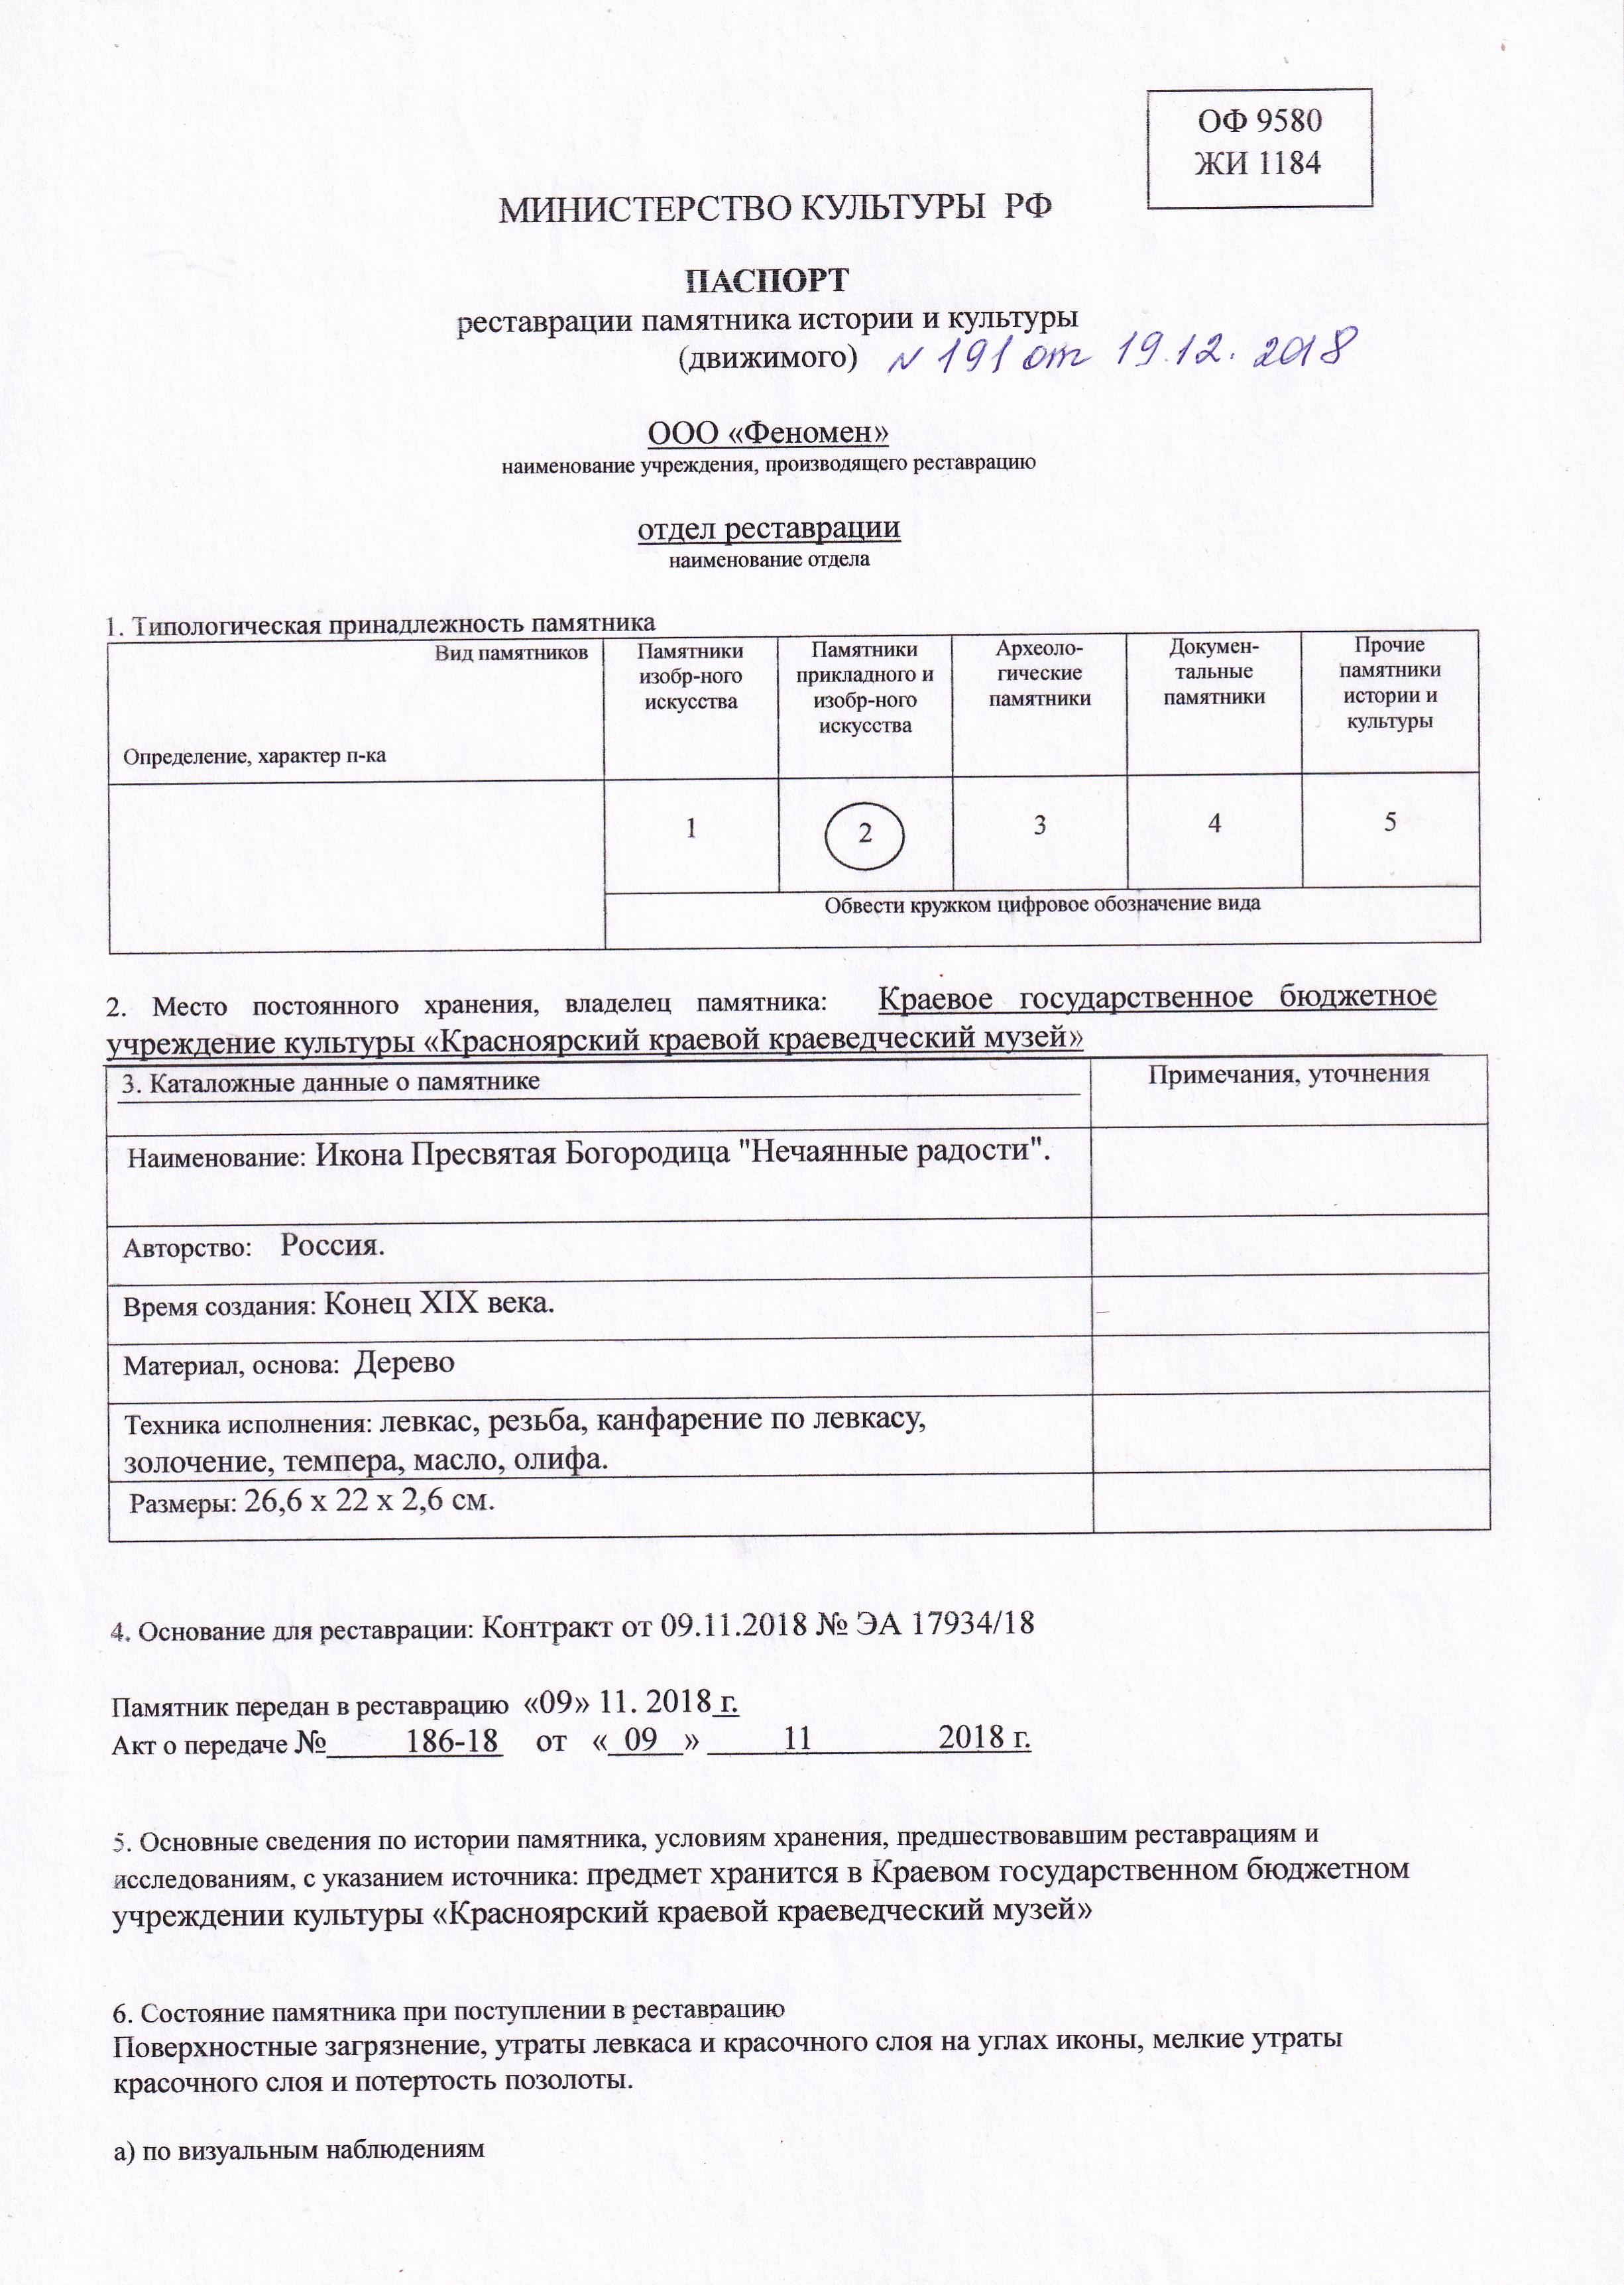 ОФ 9580
ЖИ 1184
МИНИСТЕРСТВО КУЛЬТУРЫ РФ
ПАСПОРТ
реставрации памятника истории и культуры
(движимого) N 191 от 19.12.2018
ООО «Феномен»
наименование учреждения, производящего реставрацию
отдел реставрации
наименование отдела
1. Типологическая принадлежность памятника
Вид памятников
Определение, характер п-ка
Памятники
изобр-ного
искусства
Памятники
прикладного и
изобр-ного
искусства
Археоло-
гические
памятники
Докумен-
тальные
памятники
Прочие
памятники
истории и
культуры
1 2 3 4 5
Обвести кружком цифровое обозначение вида
2. Место постоянного хранения, владелец памятника: Краевое государственное бюджетное
учреждение культуры «Красноярский краевой краеведческий музей»
3. Каталожные данные о памятнике Примечания, уточнения
Наименование: Икона Пресвятая Богородица "Нечаянные радости".
Авторство: Россия.
Время создания: Конец XIX века.
Материал, основа: Дерево
Техника исполнения: левкас, резьба, канфарение по левкасу,
золочение, темпера, масло, олифа.
Размеры: 26,6 х 22 х 2,6 см.
4. Основание для реставрации: Контракт от 09.11.2018 № ЭА 17934/18
Памятник передан в реставрацию «09» 11. 2018 г.
Акт о передаче № 186-18 от « 09 » 11 2018 г.
5. Основные сведения по истории памятника, условиям хранения, предшествовавшим реставрациям и
исследованиям, с указанием источника: предмет хранится в Краевом государственном бюджетном
учреждении культуры «Красноярский краевой краеведческий музей»
6. Состояние памятника при поступлении в реставрацию
Поверхностные загрязнение, утраты левкаса и красочного слоя на углах иконы, мелкие утраты
красочного слоя и потертость позолоты.
а) по визуальным наблюдениям